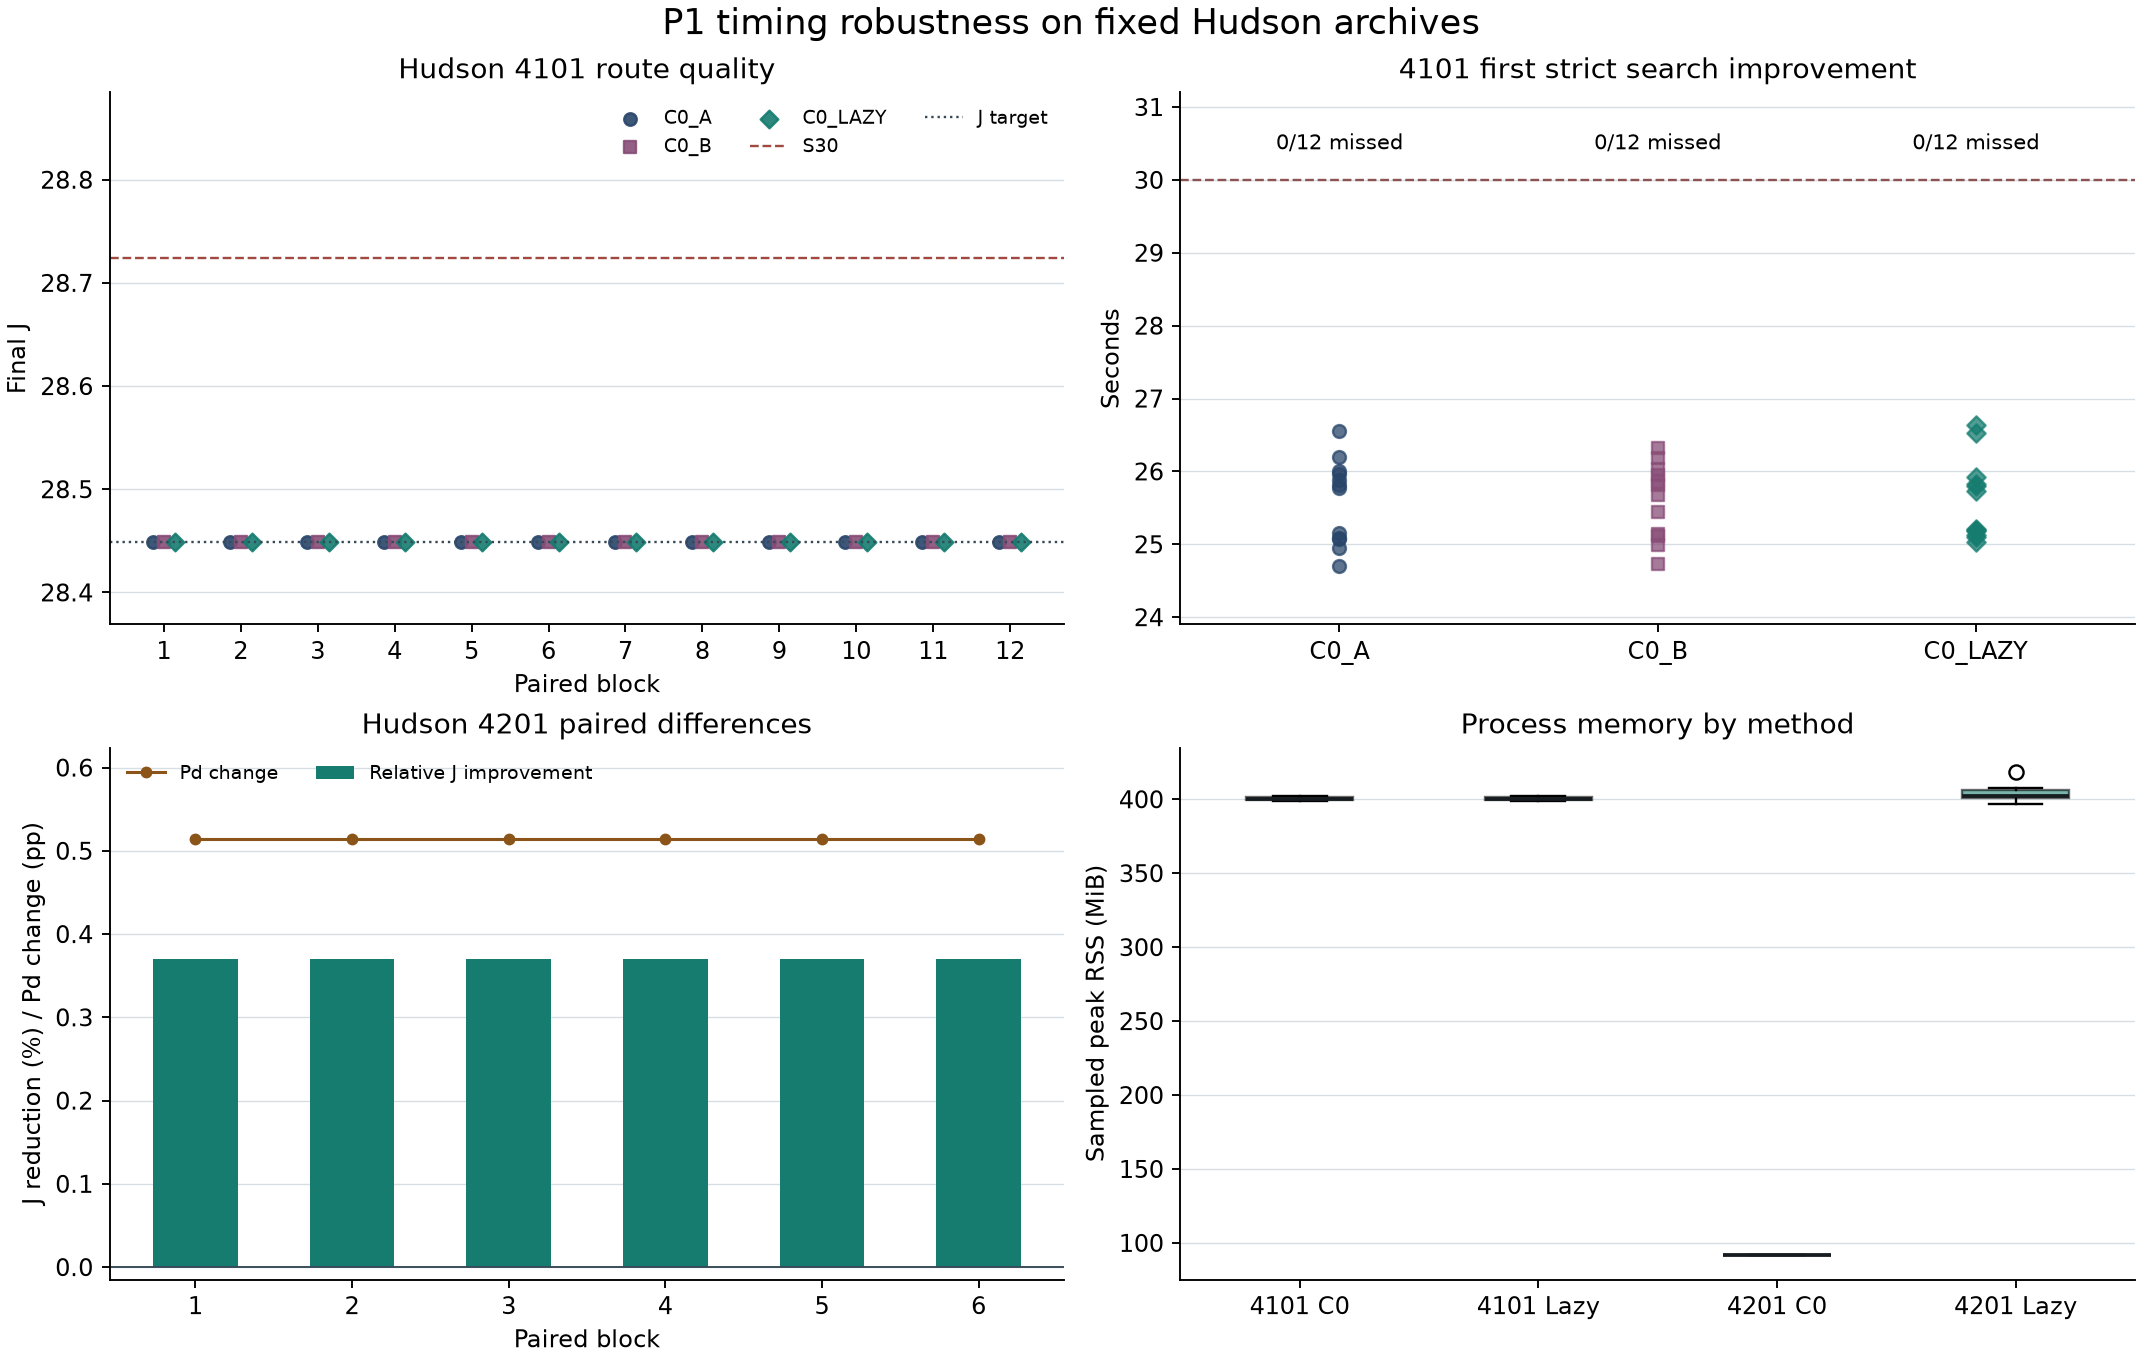 P1 timing robustness on fixed Hudson archives
Hudson 4101 route quality
C0_A
C0_B
C0_LAZY
S30
J target
28.8
28.7
28.6
28.5
28.4
Final J
1 2 3 4 5 6 7 8 9 10 11 12
Paired block
4101 first strict search improvement
31
30
29
28
27
26
25
24
Seconds
0/12 missed 0/12 missed 0/12 missed
C0_A C0_B C0_LAZY
Hudson 4201 paired differences
Pd change Relative J improvement
0.6
0.5
0.4
0.3
0.2
0.1
0.0
J reduction (%) / Pd change (pp)
1 2 3 4 5 6
Paired block
Process memory by method
400
350
300
250
200
150
100
Sampled peak RSS (MiB)
4101 C0 4101 Lazy 4201 C0 4201 Lazy